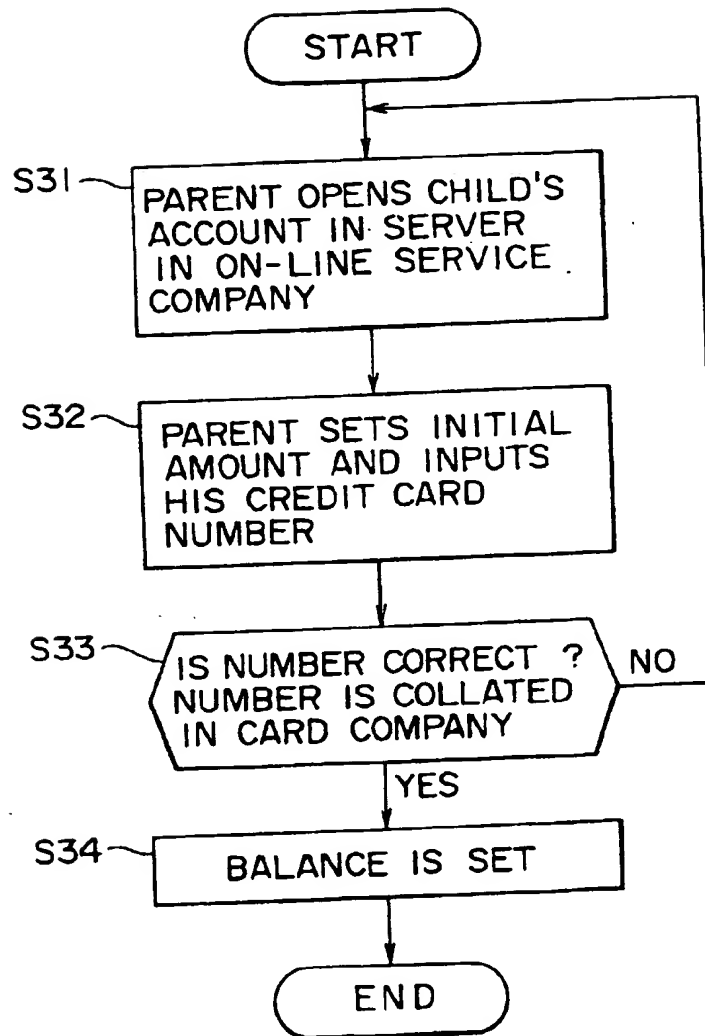 START
S31
PARENT OPENS CHILD'S
ACCOUNT IN SERVER
IN ON-LINE SERVICE
COMPANY
S32
PARENT SETS INITIAL
AMOUNT AND INPUTS
HIS CREDIT CARD
NUMBER
S33
IS NUMBER CORRECT ?
NUMBER IS COLLATED
IN CARD COMPANY
NO
YES
S34
BALANCE IS SET
END